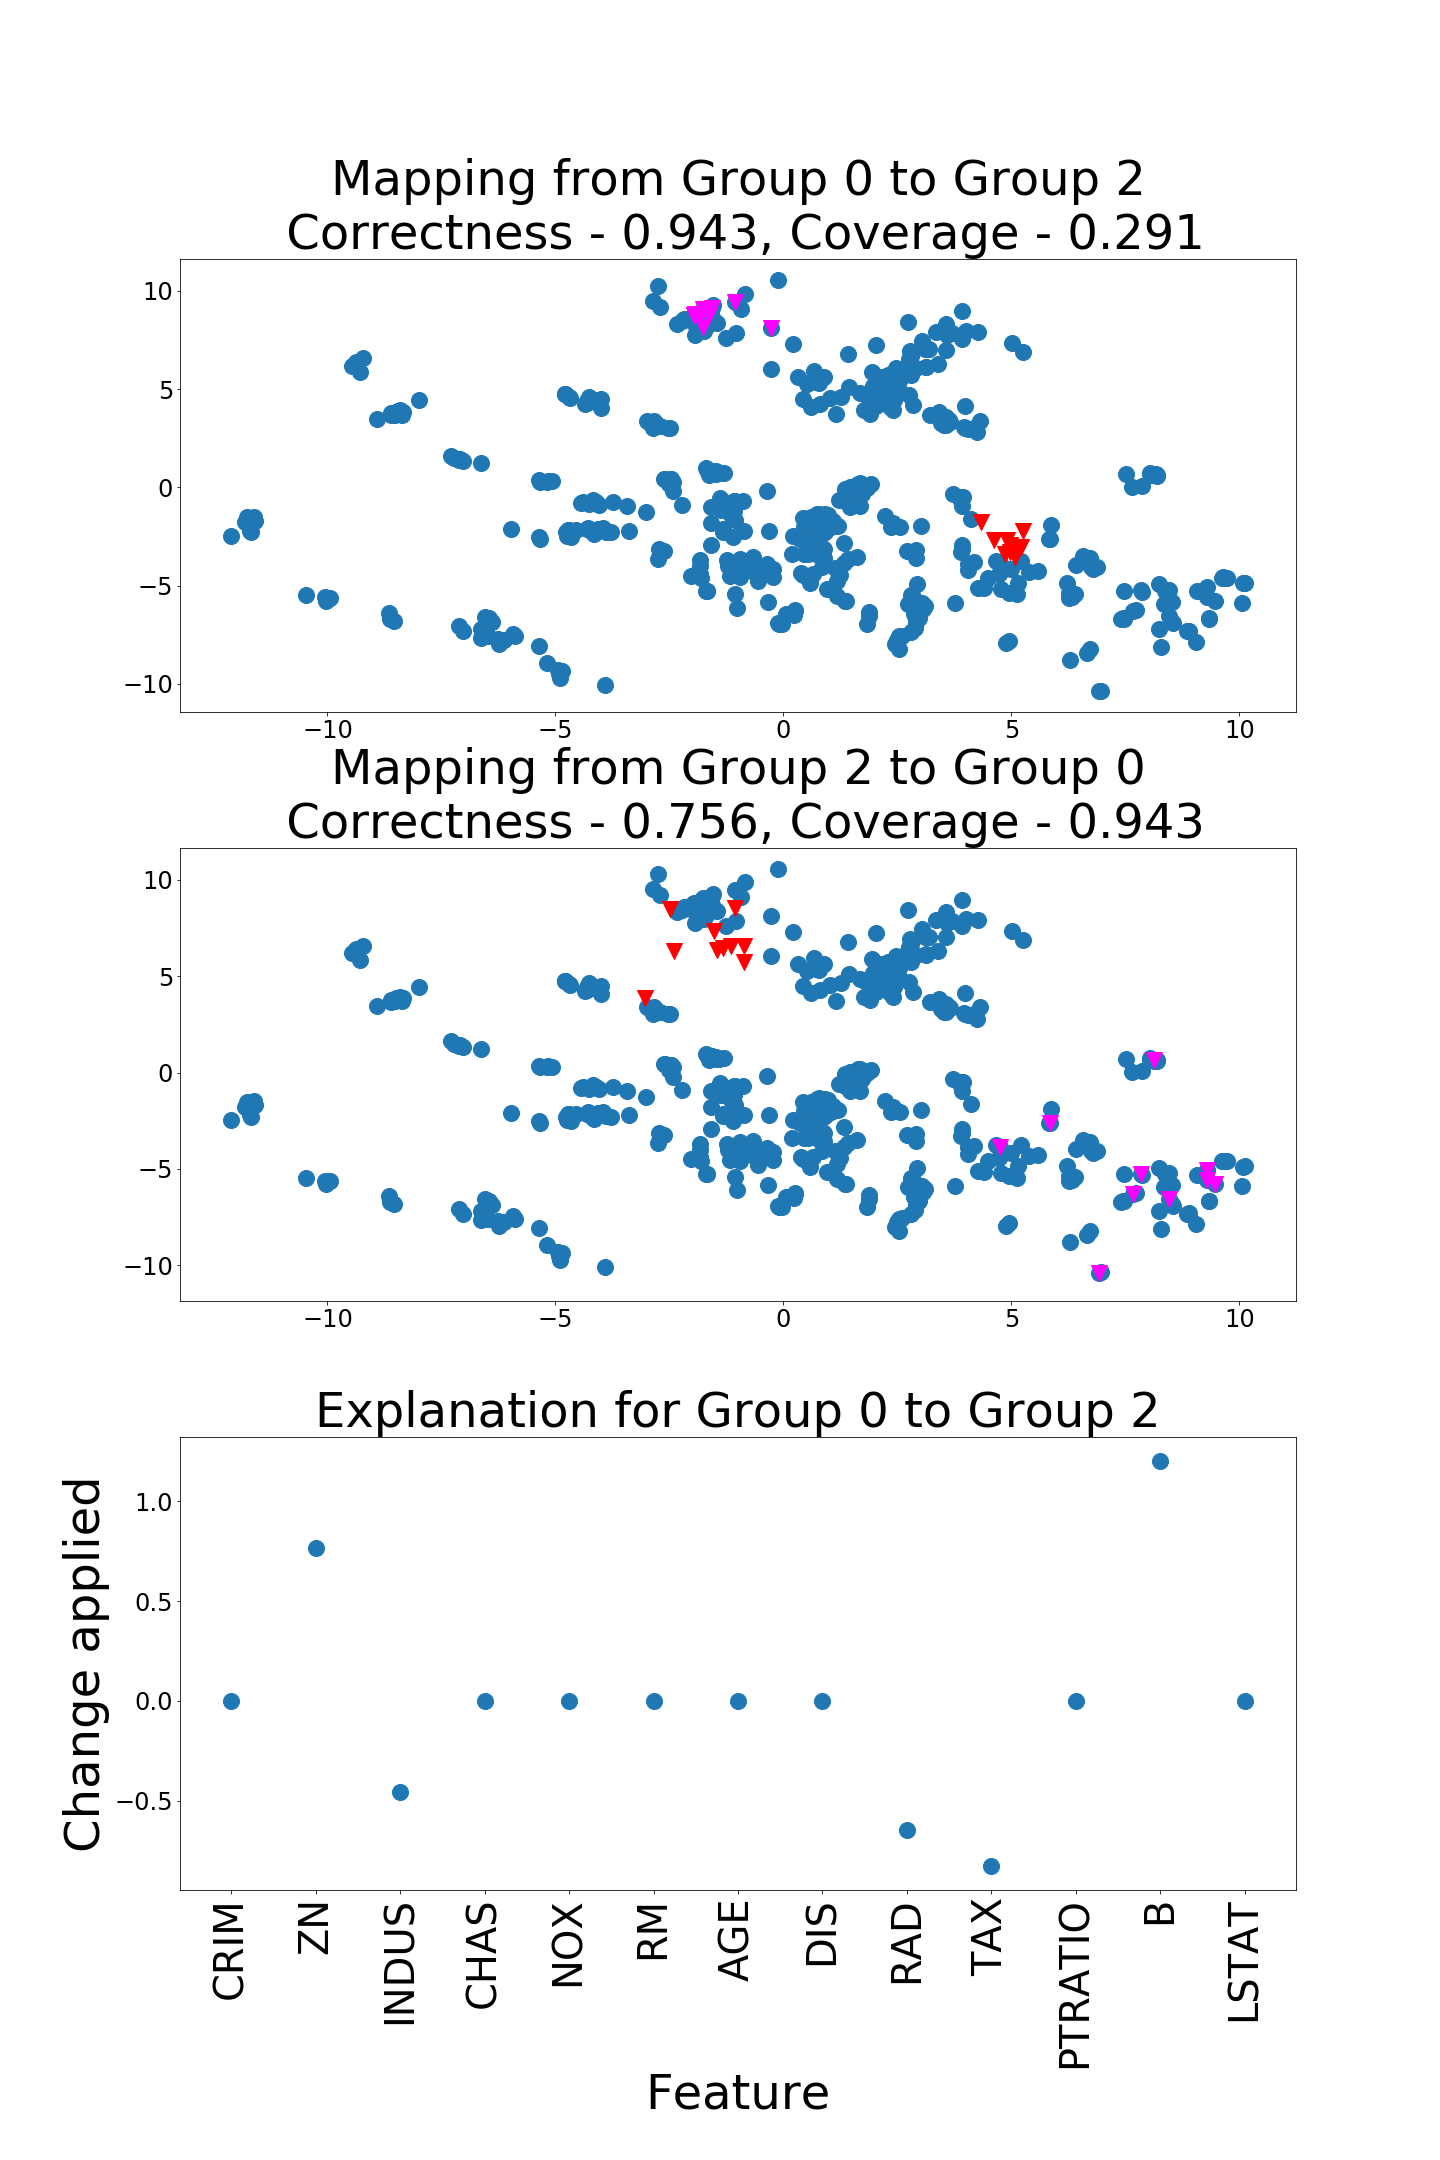 Mapping from Group 0 to Group 2
Correctness - 0.943, Coverage - 0.291
10
5
0
−5
−10
−10 −5 0 5 10
Mapping from Group 2 to Group 0
Correctness - 0.756, Coverage - 0.943
10
5
0
−5
−10
−10 −5 0 5 10
Explanation for Group 0 to Group 2
Change applied
1.0
0.5
0.0
−0.5
CRIM
ZN
INDUS
CHAS
NOX
RM
AGE
DIS
RAD
TAX
PTRATIO
B
LSTAT
Feature